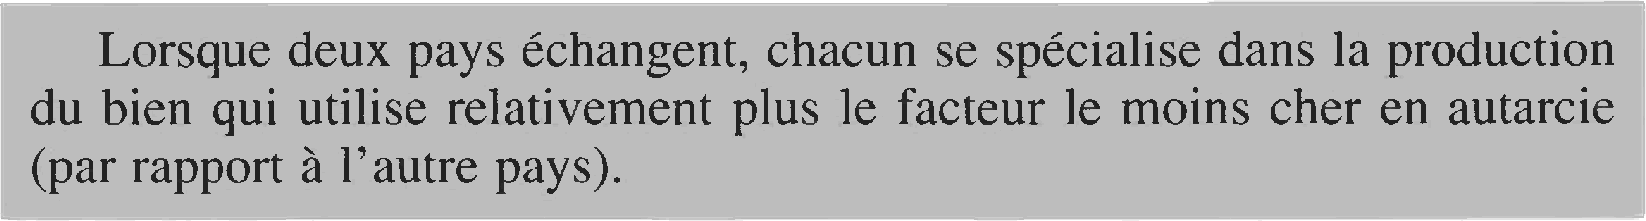 Lorsque deux pays échangent, chacun se spécialise dans la production
du bien qui utilise relativement plus le facteur le moins cher en autarcie
(par rapport à l'autre pays).